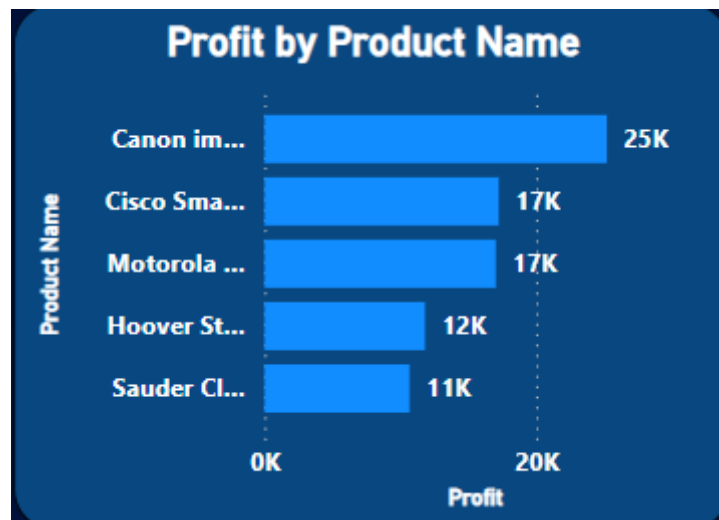 Profit by Product Name
Product Name
Canon im... 25K
Cisco Sma... 17K
Motorola ... 17K
Hoover St... 12K
Sauder Cl... 11K
0K 20K
Profit